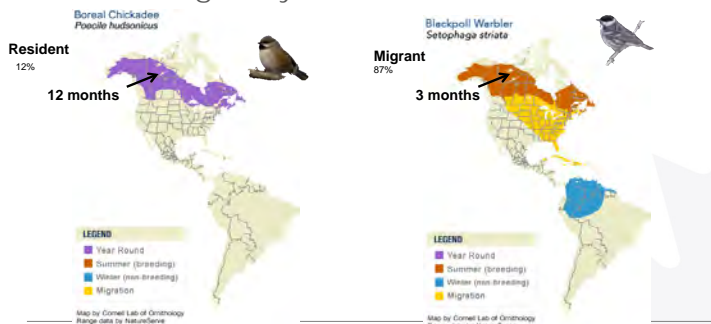 Boreal Chickadee
Poecile hudsonicus
Resident
12%
12 months
LEGEND
Year Round
Summer (breeding)
Winter (non-breeding)
Migration
Map by Cornell Lab of Ornithology
Range data by NatureServe
Blackpoll Warbler
Setophaga striata
Migrant
87%
3 months
LEGEND
Year Round
Summer (breeding)
Winter (non-breeding)
Migration
Map by Cornell Lab of Ornithology